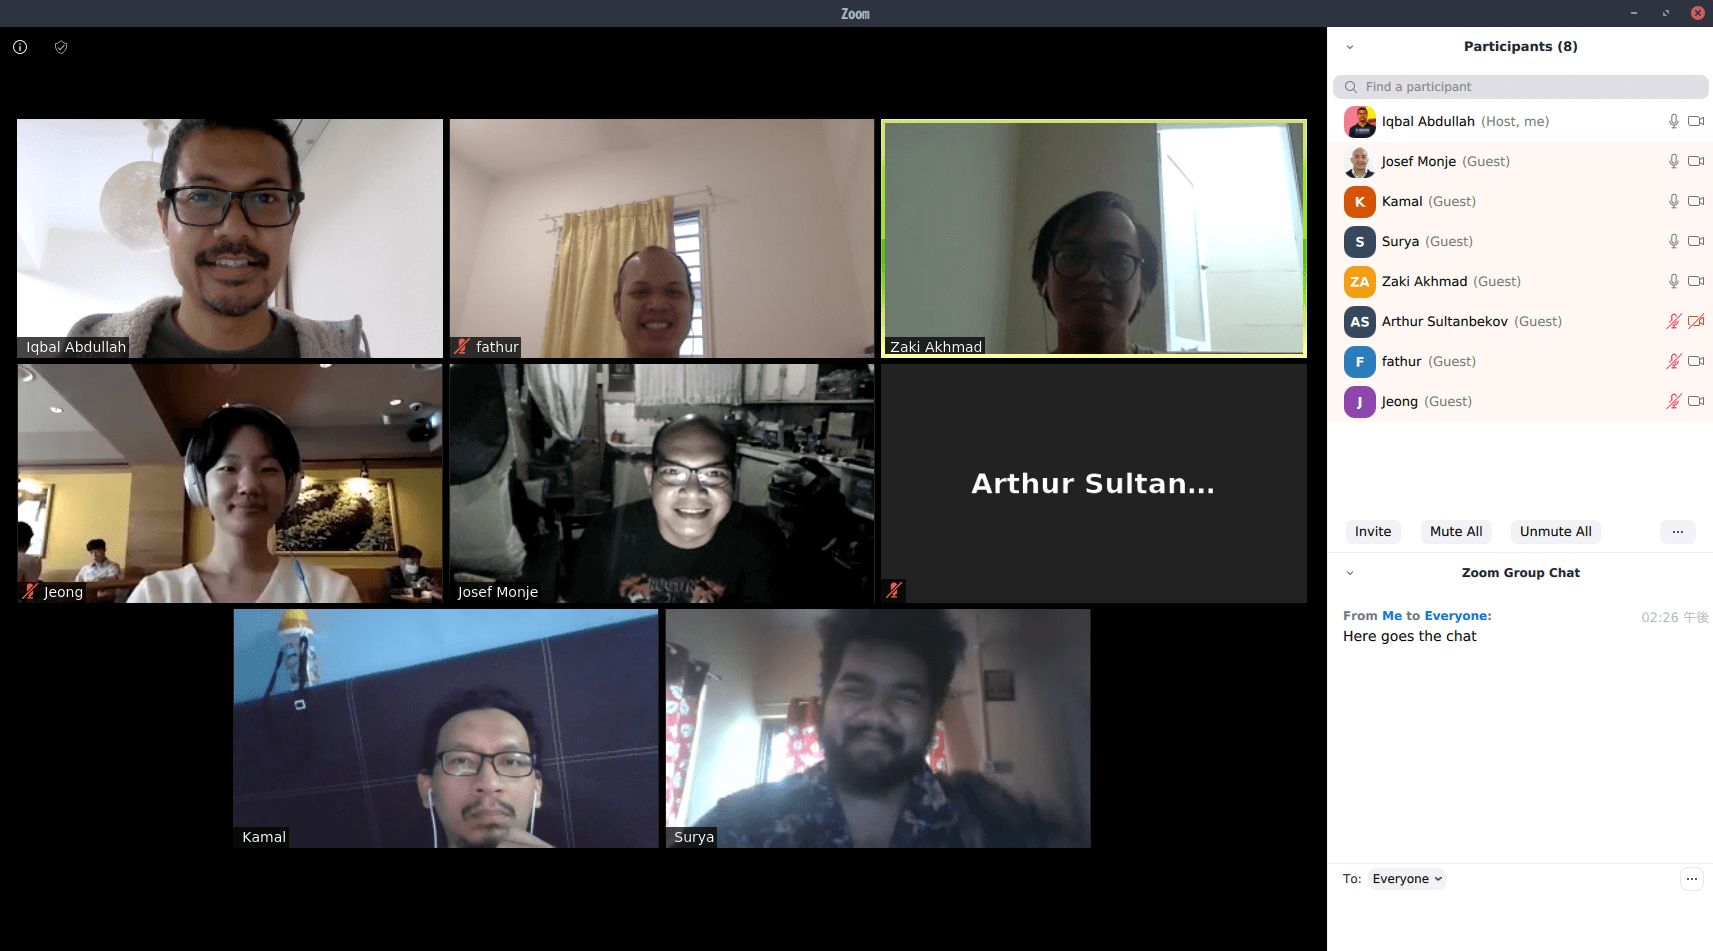 Zoom
Iqbal Abdullah
fathur
Zaki Akhmad
Jeong
Josef Monje
Arthur Sultan...
Kamal
Surya
Participants (8)
Find a participant
Iqbal Abdullah (Host, me)
Josef Monje (Guest)
K Kamal (Guest)
S Surya (Guest)
ZA Zaki Akhmad (Guest)
AS Arthur Sultanbekov (Guest)
F fathur (Guest)
J Jeong (Guest)
Invite Mute All Unmute All ...
Zoom Group Chat
From Me to Everyone: 02:26 午後
Here goes the chat
To: Everyone ...